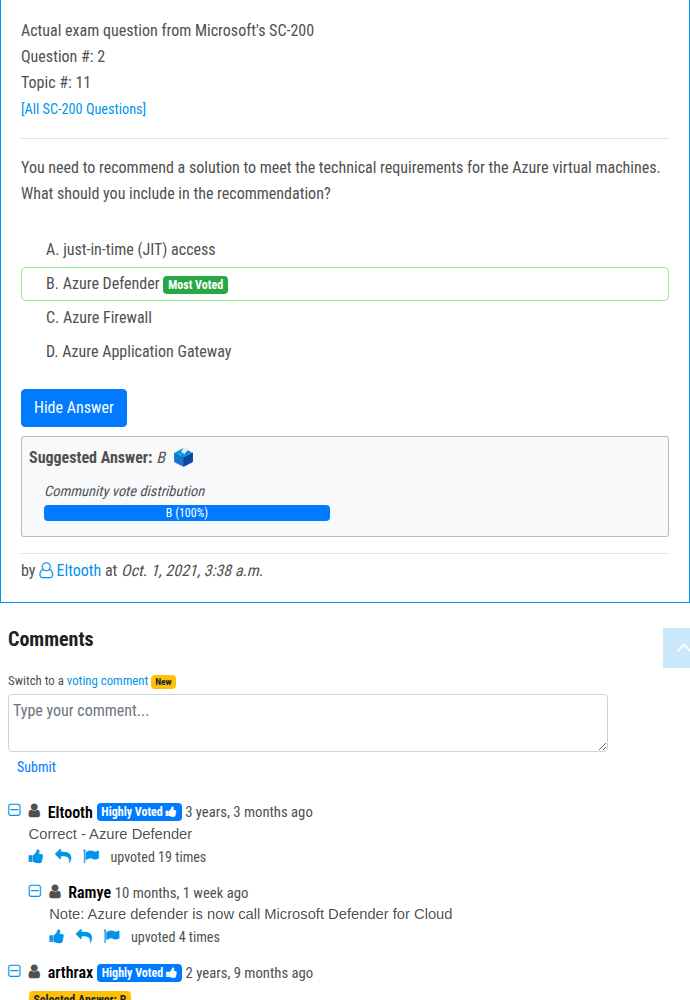 Actual exam question from Microsoft's SC-200
Question #: 2
Topic #: 11
[All SC-200 Questions]
You need to recommend a solution to meet the technical requirements for the Azure virtual machines.
What should you include in the recommendation?
A. just-in-time (JIT) access
B. Azure Defender Most Voted
C. Azure Firewall
D. Azure Application Gateway
Hide Answer
Suggested Answer: B
Community vote distribution
B (100%)
by Eltooth at Oct. 1, 2021, 3:38 a.m.
Comments
Switch to a voting comment New
Type your comment...
Submit
Eltooth Highly Voted 3 years, 3 months ago
Correct - Azure Defender
upvoted 19 times
Ramye 10 months, 1 week ago
Note: Azure defender is now call Microsoft Defender for Cloud
upvoted 4 times
arthrax Highly Voted 2 years, 9 months ago
Selected Answer: B